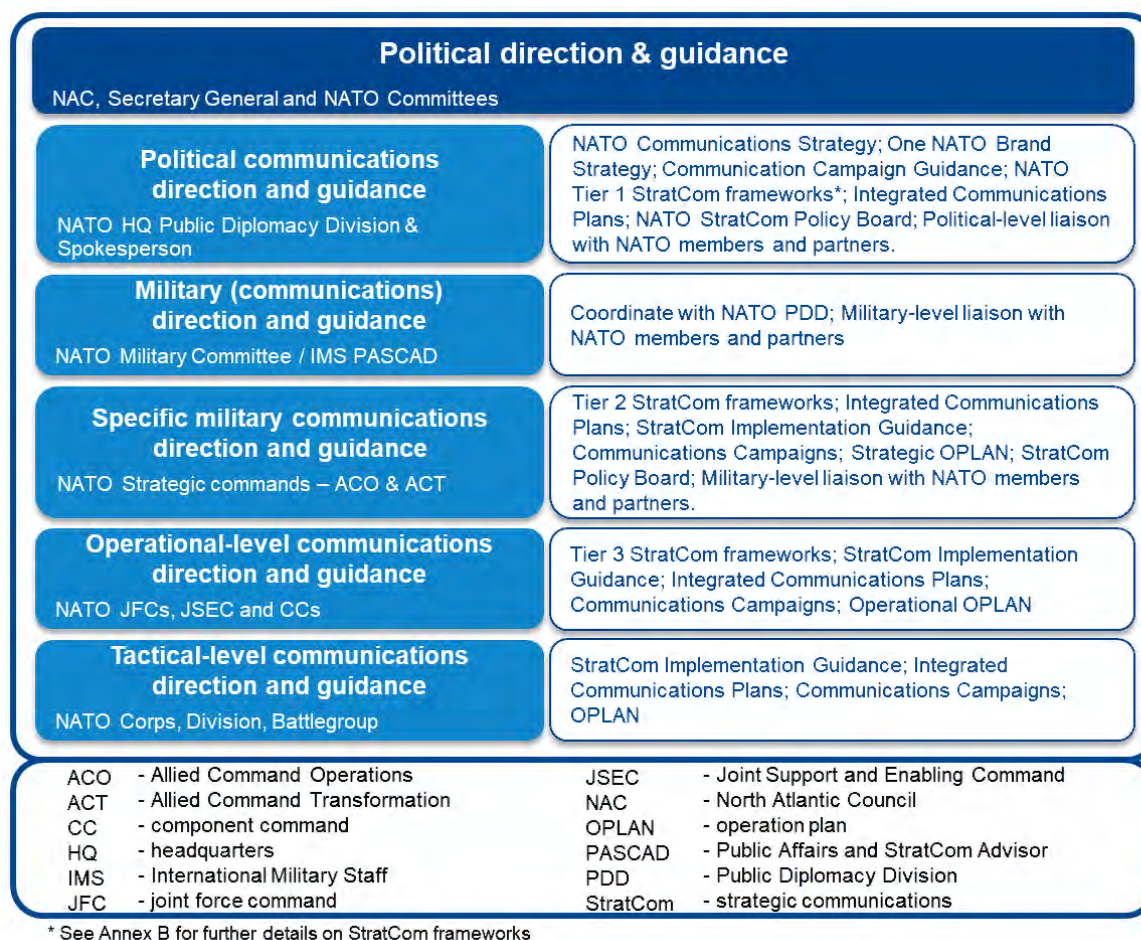 Political direction & guidance
NAC, Secretary General and NATO Committees
Political communications
direction and guidance
NATO HQ Public Diplomacy Division &
Spokesperson
NATO Communications Strategy; One NATO Brand
Strategy; Communication Campaign Guidance; NATO
Tier 1 StratCom frameworks*; Integrated Communications
Plans; NATO StratCom Policy Board; Political-level liaison
with NATO members and partners.
Military (communications)
direction and guidance
NATO Military Committee / IMS PASCAD
Coordinate with NATO PDD; Military-level liaison with
NATO members and partners
Specific military communications
direction and guidance
NATO Strategic commands – ACO & ACT
Tier 2 StratCom frameworks; Integrated Communications
Plans; StratCom Implementation Guidance;
Communications Campaigns; Strategic OPLAN; StratCom
Policy Board; Military-level liaison with NATO members
and partners.
Operational-level communications
direction and guidance
NATO JFCs, JSEC and CCs
Tier 3 StratCom frameworks; StratCom Implementation
Guidance; Integrated Communications Plans;
Communications Campaigns; Operational OPLAN
Tactical-level communications
direction and guidance
NATO Corps, Division, Battlegroup
StratCom Implementation Guidance; Integrated
Communications Plans; Communications Campaigns;
OPLAN
ACO - Allied Command Operations
ACT - Allied Command Transformation
CC - component command
HQ - headquarters
IMS - International Military Staff
JFC - joint force command
JSEC - Joint Support and Enabling Command
NAC - North Atlantic Council
OPLAN - operation plan
PASCAD - Public Affairs and StratCom Advisor
PDD - Public Diplomacy Division
StratCom - strategic communications
* See Annex B for further details on StratCom frameworks